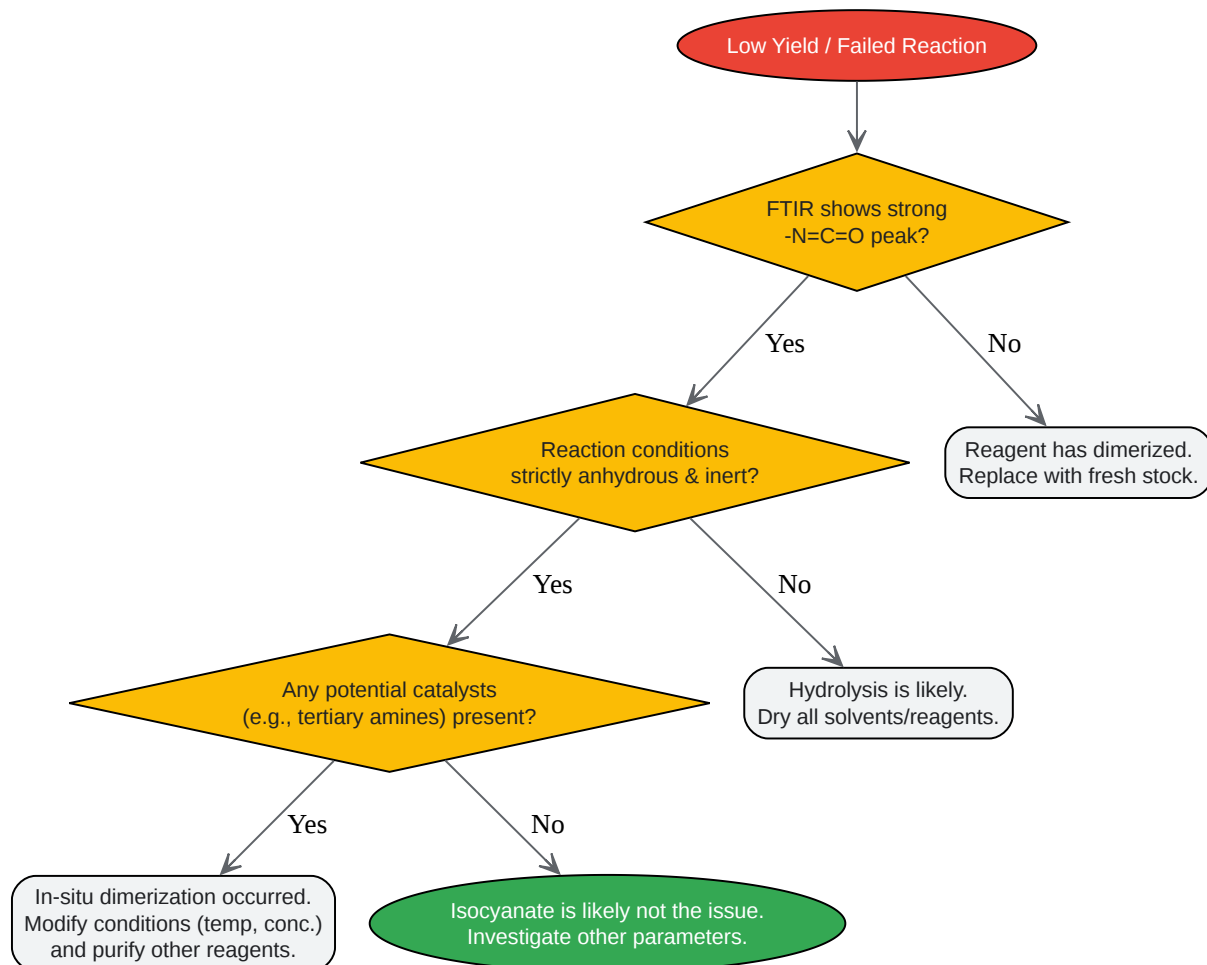 Low Yield / Failed Reaction
FTIR shows strong
-N=C=O peak?
Yes
No
Reaction conditions
strictly anhydrous & inert?
Reagent has dimerized.
Replace with fresh stock.
Yes
No
Any potential catalysts
(e.g., tertiary amines) present?
Hydrolysis is likely.
Dry all solvents/reagents.
Yes
No
In-situ dimerization occurred.
Modify conditions (temp, conc.)
and purify other reagents.
Isocyanate is likely not the issue.
Investigate other parameters.